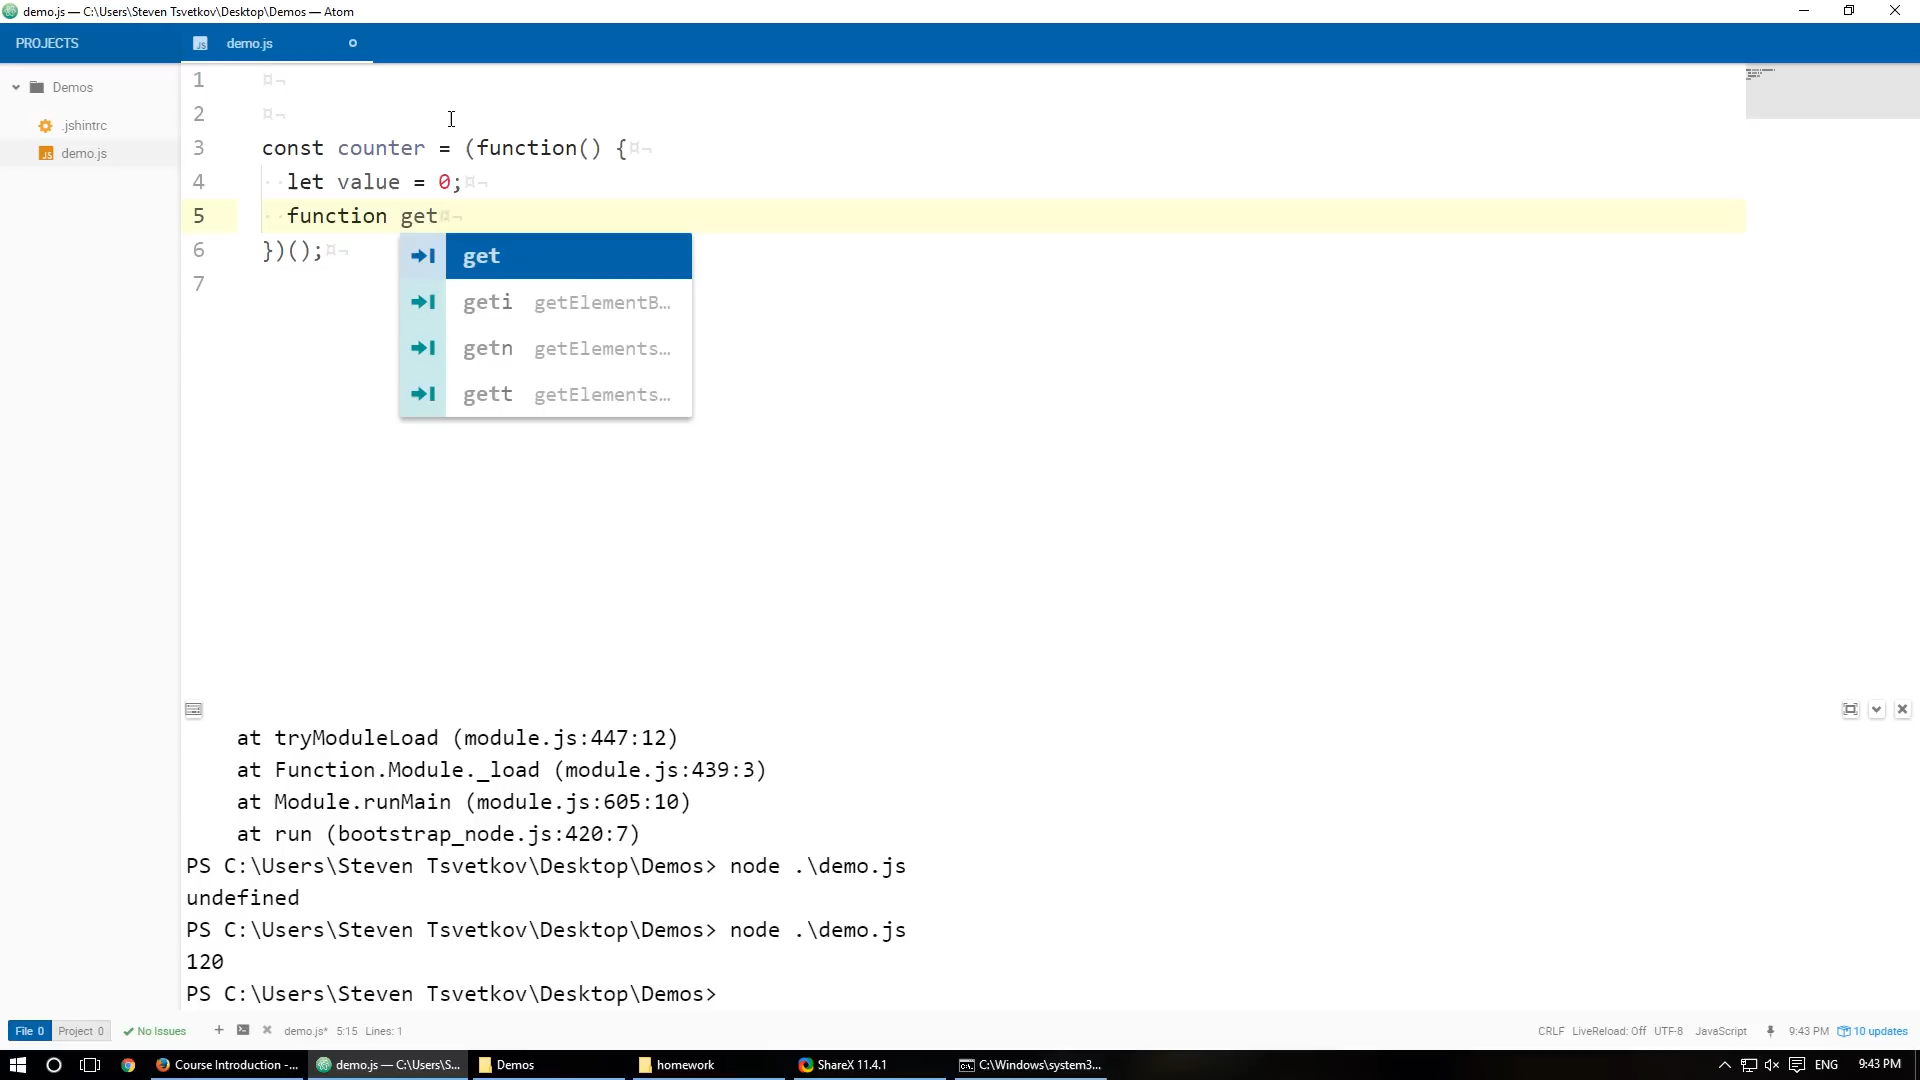 demo.js — C:\Users\Steven Tsvetkov\Desktop\Demos — Atom
PROJECTS
demo.js
Demos
.jshintrc
demo.js
1 ¤¬
2 ¤¬
3 const counter = (function() {¤¬
4 ··let value = 0;¤¬
5 ··function get¤¬
6 })();¤¬
7
get
geti getElementB…
getn getElements…
gett getElements…
at tryModuleLoad (module.js:447:12)
at Function.Module._load (module.js:439:3)
at Module.runMain (module.js:605:10)
at run (bootstrap_node.js:420:7)
PS C:\Users\Steven Tsvetkov\Desktop\Demos> node .\demo.js
undefined
PS C:\Users\Steven Tsvetkov\Desktop\Demos> node .\demo.js
120
PS C:\Users\Steven Tsvetkov\Desktop\Demos>
File 0 Project 0 No Issues demo.js* 5:15 Lines: 1 CRLF LiveReload: Off UTF-8 JavaScript 9:43 PM 10 updates
Course Introduction -... demo.js — C:\Users\S... Demos homework ShareX 11.4.1 C:\Windows\system3... ENG 9:43 PM